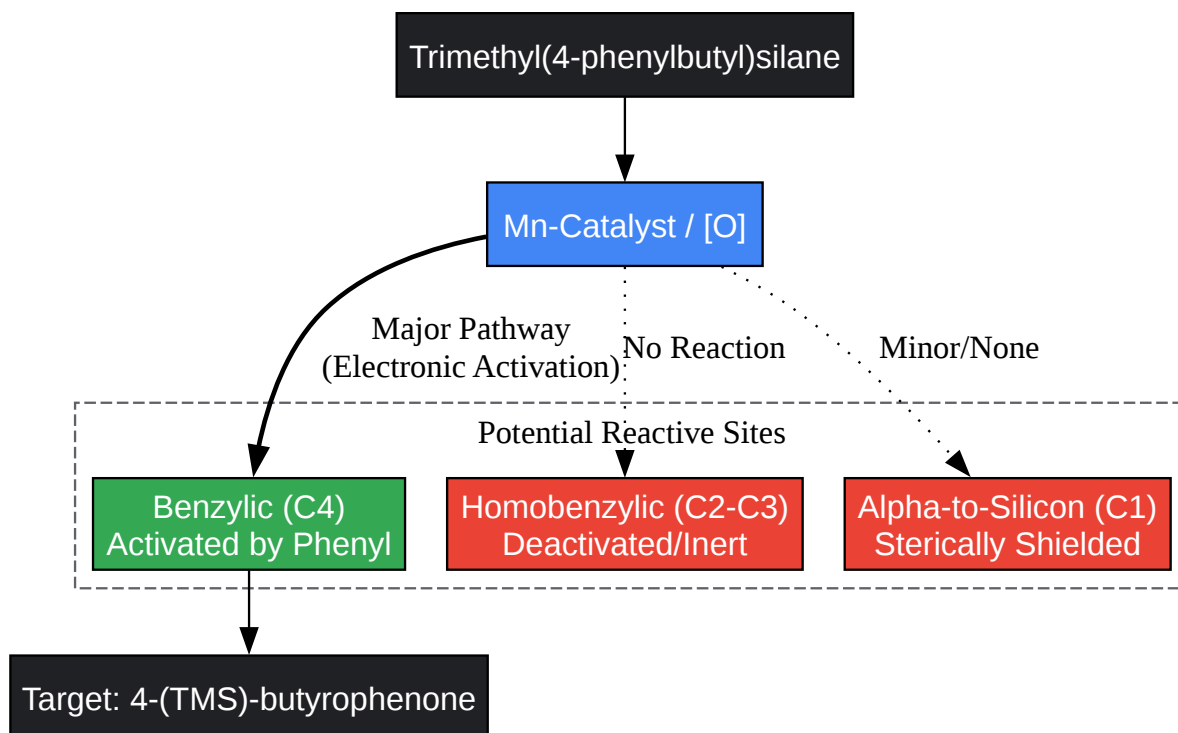 Trimethyl(4-phenylbutyl)silane
Mn-Catalyst / [O]
Major Pathway
(Electronic Activation)
No Reaction
Minor/None
Potential Reactive Sites
Benzylic (C4)
Activated by Phenyl
Homobenzylic (C2-C3)
Deactivated/Inert
Alpha-to-Silicon (C1)
Sterically Shielded
Target: 4-(TMS)-butyrophenone